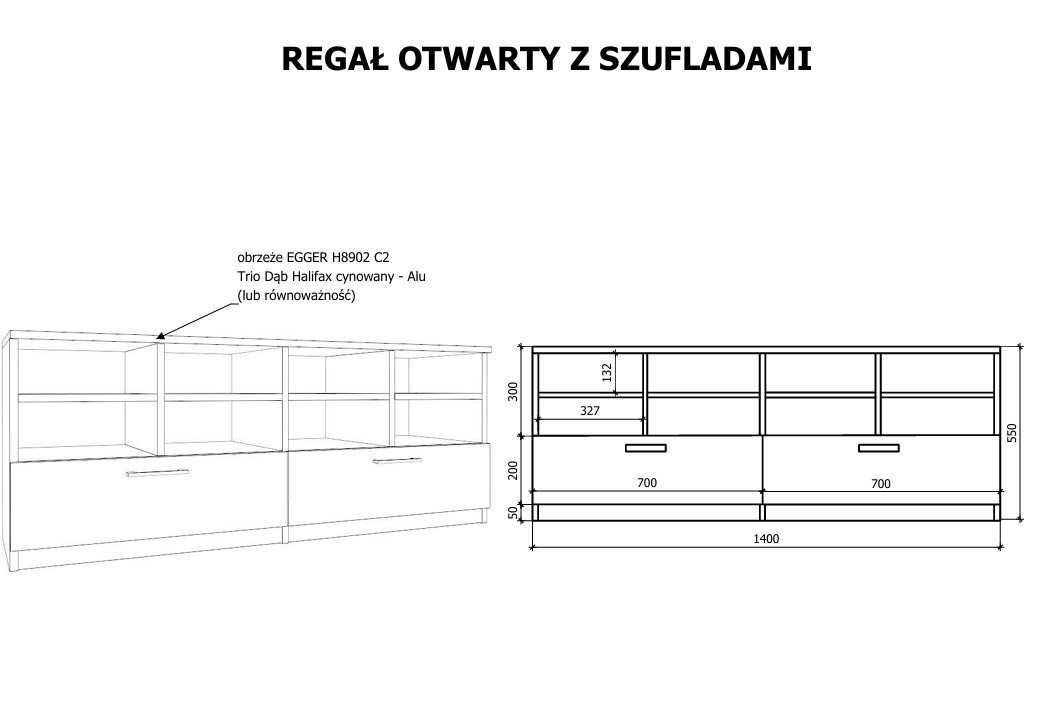 REGAŁ OTWARTY Z SZUFLADAMI
obrzeże EGGER H8902 C2
Trio Dąb Halifax cynowany - Alu
(lub równoważność)
132
300
327
550
200
700
700
50
1400